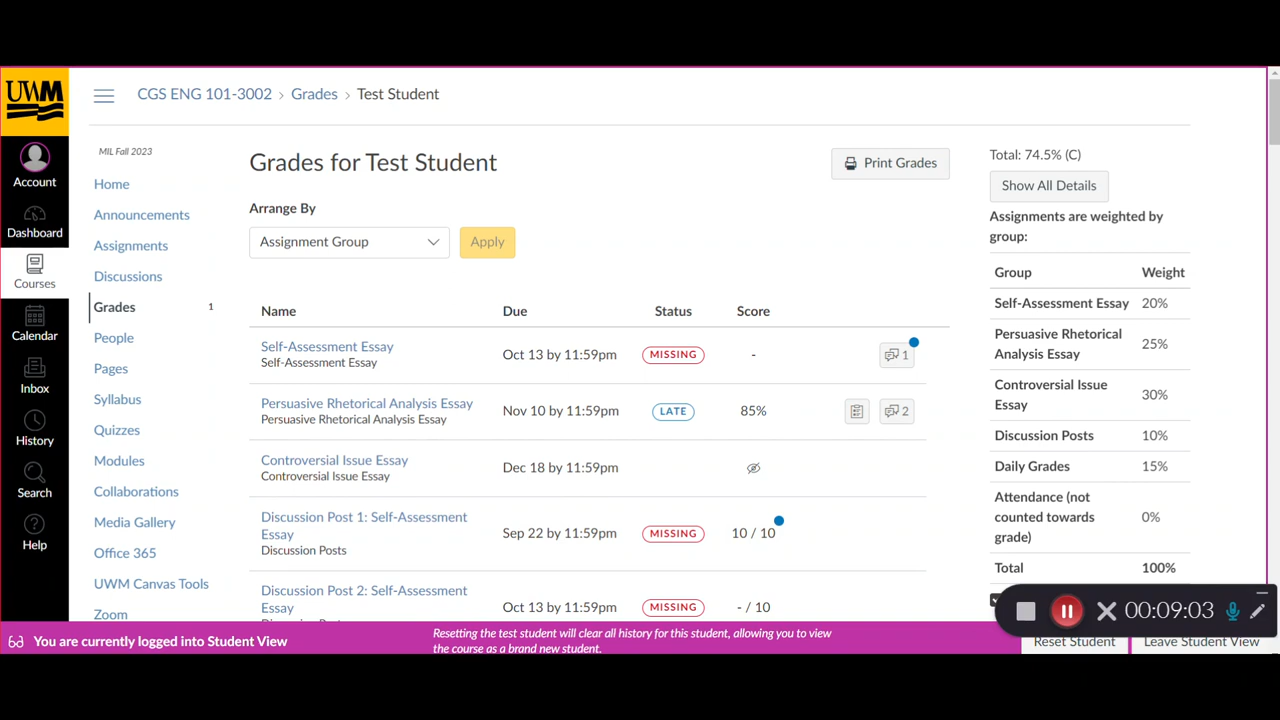 UWM
Account
Dashboard
Courses
Calendar
Inbox
History
Search
Help
CGS ENG 101-3002 › Grades › Test Student
MIL Fall 2023
Home
Announcements
Assignments
Discussions
Grades 1
People
Pages
Syllabus
Quizzes
Modules
Collaborations
Media Gallery
Office 365
UWM Canvas Tools
Zoom
Grades for Test Student
Print Grades
Arrange By
Assignment Group
Apply
Name Due Status Score
Self-Assessment Essay
Self-Assessment Essay
Oct 13 by 11:59pm MISSING - 1
Persuasive Rhetorical Analysis Essay
Persuasive Rhetorical Analysis Essay
Nov 10 by 11:59pm LATE 85% 2
Controversial Issue Essay
Controversial Issue Essay
Dec 18 by 11:59pm
Discussion Post 1: Self-Assessment
Essay
Discussion Posts
Sep 22 by 11:59pm MISSING 10 / 10
Discussion Post 2: Self-Assessment
Essay
Oct 13 by 11:59pm MISSING - / 10
Total: 74.5% (C)
Show All Details
Assignments are weighted by
group:
Group Weight
Self-Assessment Essay 20%
Persuasive Rhetorical
Analysis Essay 25%
Controversial Issue
Essay 30%
Discussion Posts 10%
Daily Grades 15%
Attendance (not
counted towards
grade) 0%
Total 100%
00:09:03
You are currently logged into Student View
Resetting the test student will clear all history for this student, allowing you to view
the course as a brand new student.
Reset Student
Leave Student View